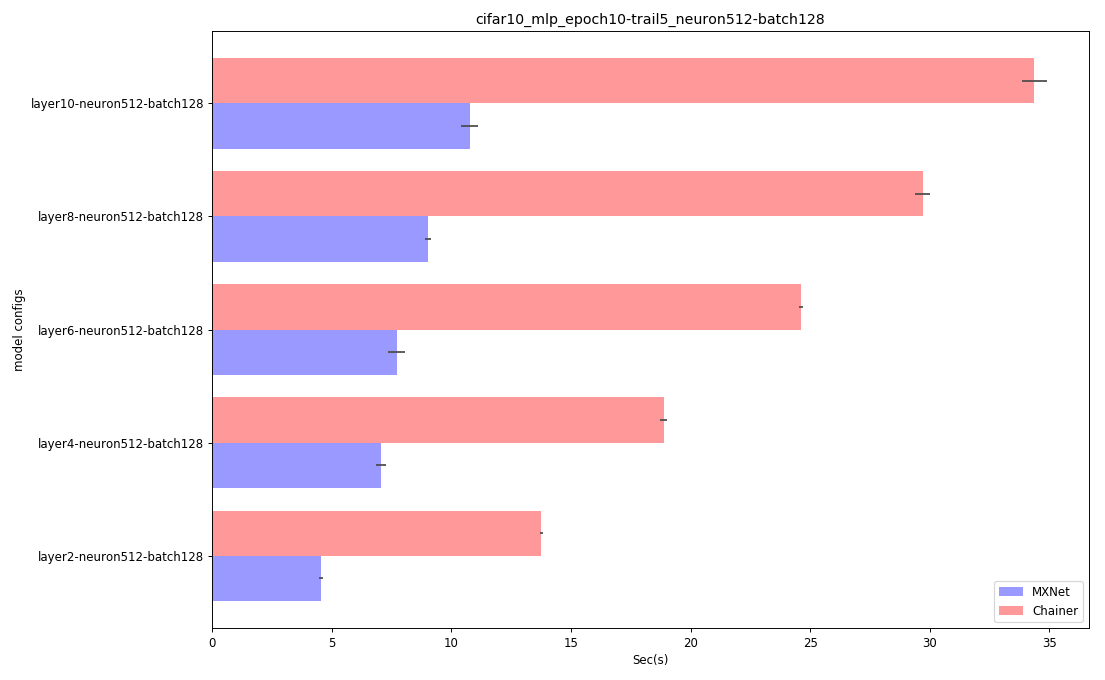 cifar10_mlp_epoch10-trail5_neuron512-batch128
model configs
layer10-neuron512-batch128
layer8-neuron512-batch128
layer6-neuron512-batch128
layer4-neuron512-batch128
layer2-neuron512-batch128
MXNet
Chainer
0 5 10 15 20 25 30 35
Sec(s)